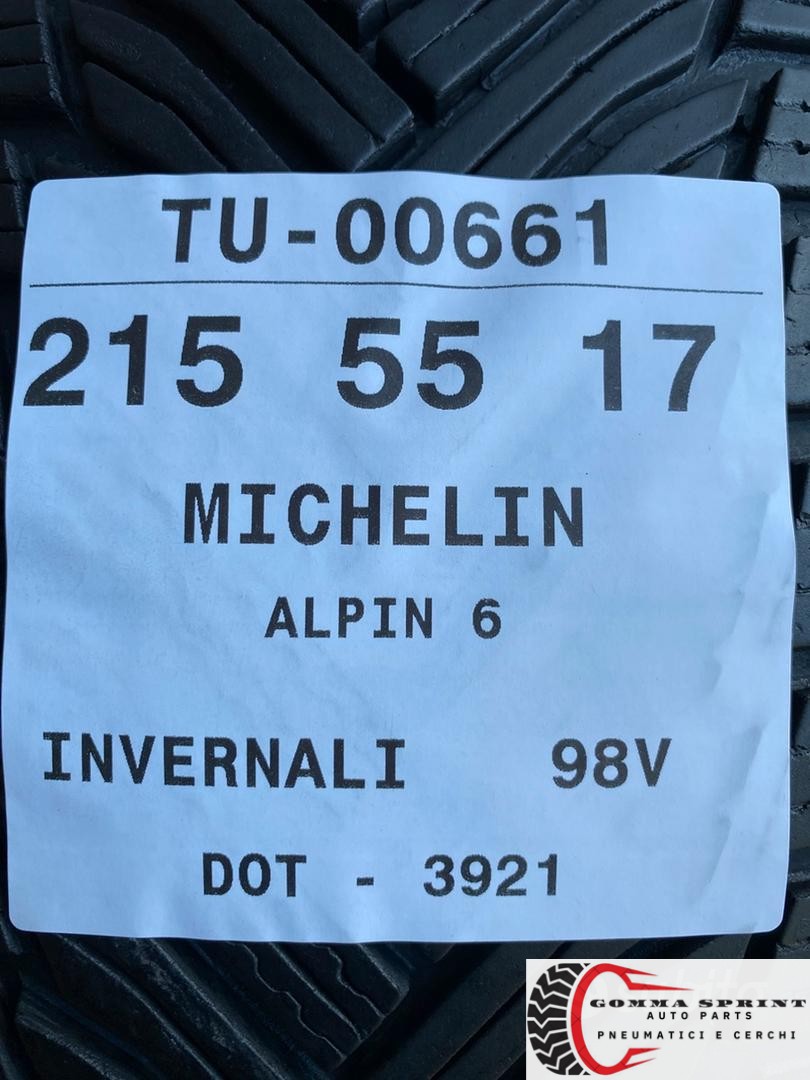 TU-00661
215 55 17
MICHELIN
ALPIN 6
INVERNALI 98V
DOT - 3921
GOMMA SPRINT
AUTO PARTS
PNEUMATICI E CERCHI